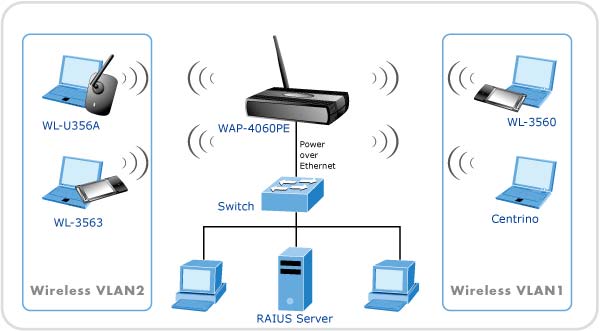 WL-U356A
WL-3563
Wireless VLAN2
WAP-4060PE
Power
over
Ethernet
Switch
RAIUS Server
WL-3560
Centrino
Wireless VLAN1